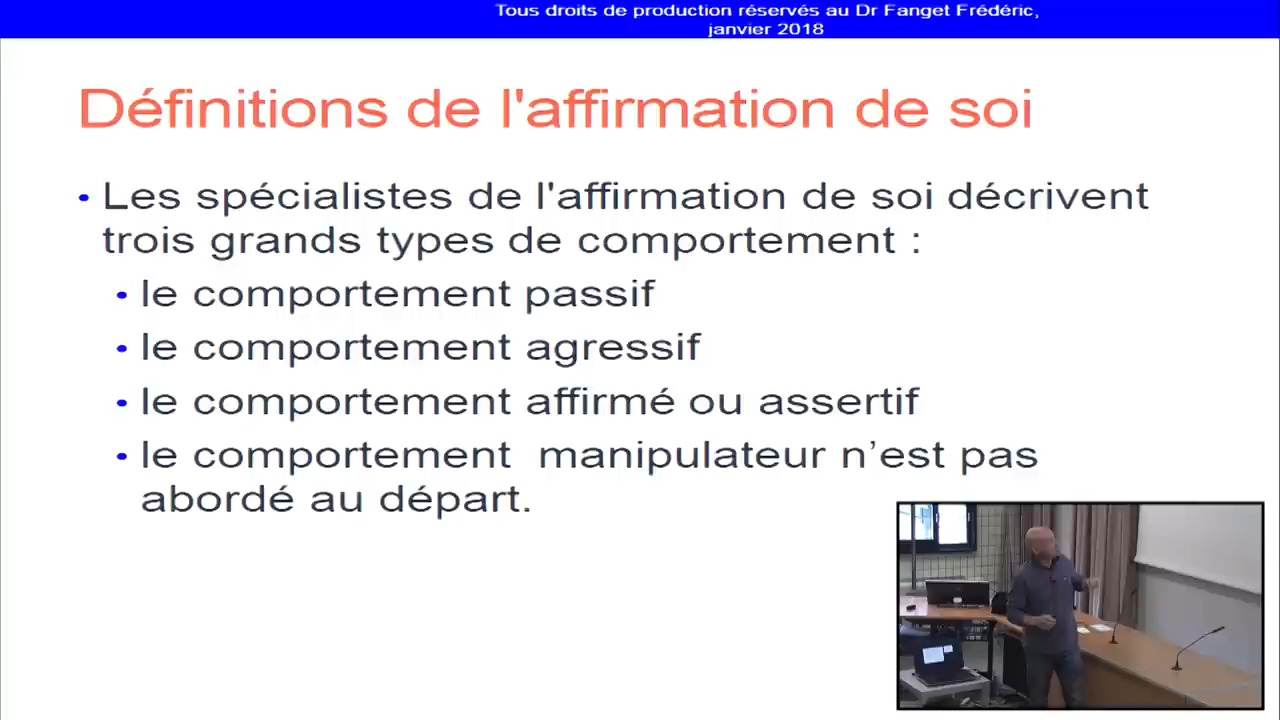 Tous droits de production réservés au Dr Fanget Frédéric,
janvier 2018
Définitions de l'affirmation de soi
• Les spécialistes de l'affirmation de soi décrivent
trois grands types de comportement :
• le comportement passif
• le comportement agressif
• le comportement affirmé ou assertif
• le comportement manipulateur n’est pas
abordé au départ.